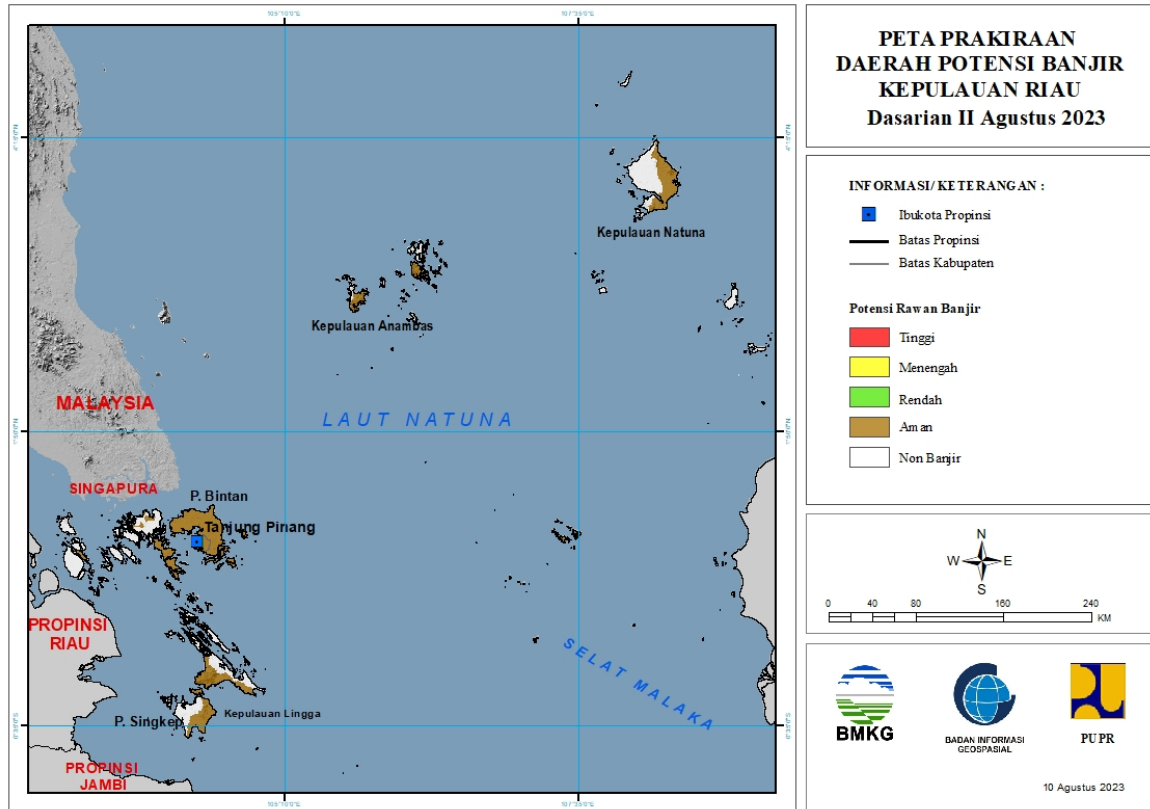 PETA PRAKIRAAN
DAERAH POTENSI BANJIR
KEPULAUAN RIAU
Dasarian II Agustus 2023
INFORMASI/ KETERANGAN :
Ibukota Propinsi
Batas Propinsi
Batas Kabupaten
Potensi Rawan Banjir
Tinggi
Menengah
Rendah
Aman
Non Banjir
N
W E
S
0 40 80 160 240
KM
BMKG
BADAN INFORMASI
GEOSPASIAL
PUPR
10 Agustus 2023
Kepulauan Natuna
Kepulauan Anambas
MALAYSIA
LAUT NATUNA
SINGAPURA
P. Bintan
Tanjung Pinang
PROPINSI
RIAU
SELAT MALAKA
P. Singkep
Kepulauan Lingga
PROPINSI
JAMBI